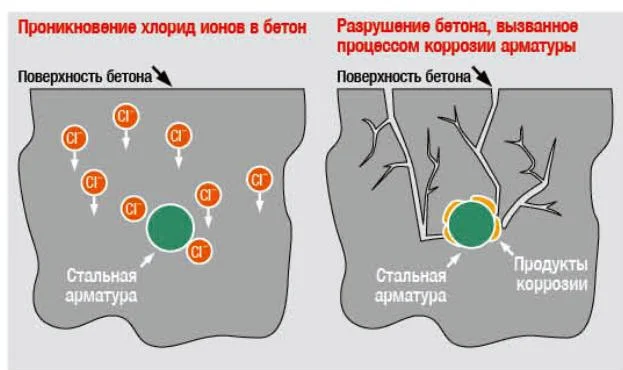 Проникновение хлорид ионов в бетон
Поверхность бетона
Cl⁻
Cl⁻
Cl⁻
Cl⁻
Cl⁻
Cl⁻
Cl⁻
Cl⁻
Стальная
арматура
Разрушение бетона, вызванное
процессом коррозии арматуры
Поверхность бетона
Стальная
арматура
Продукты
коррозии